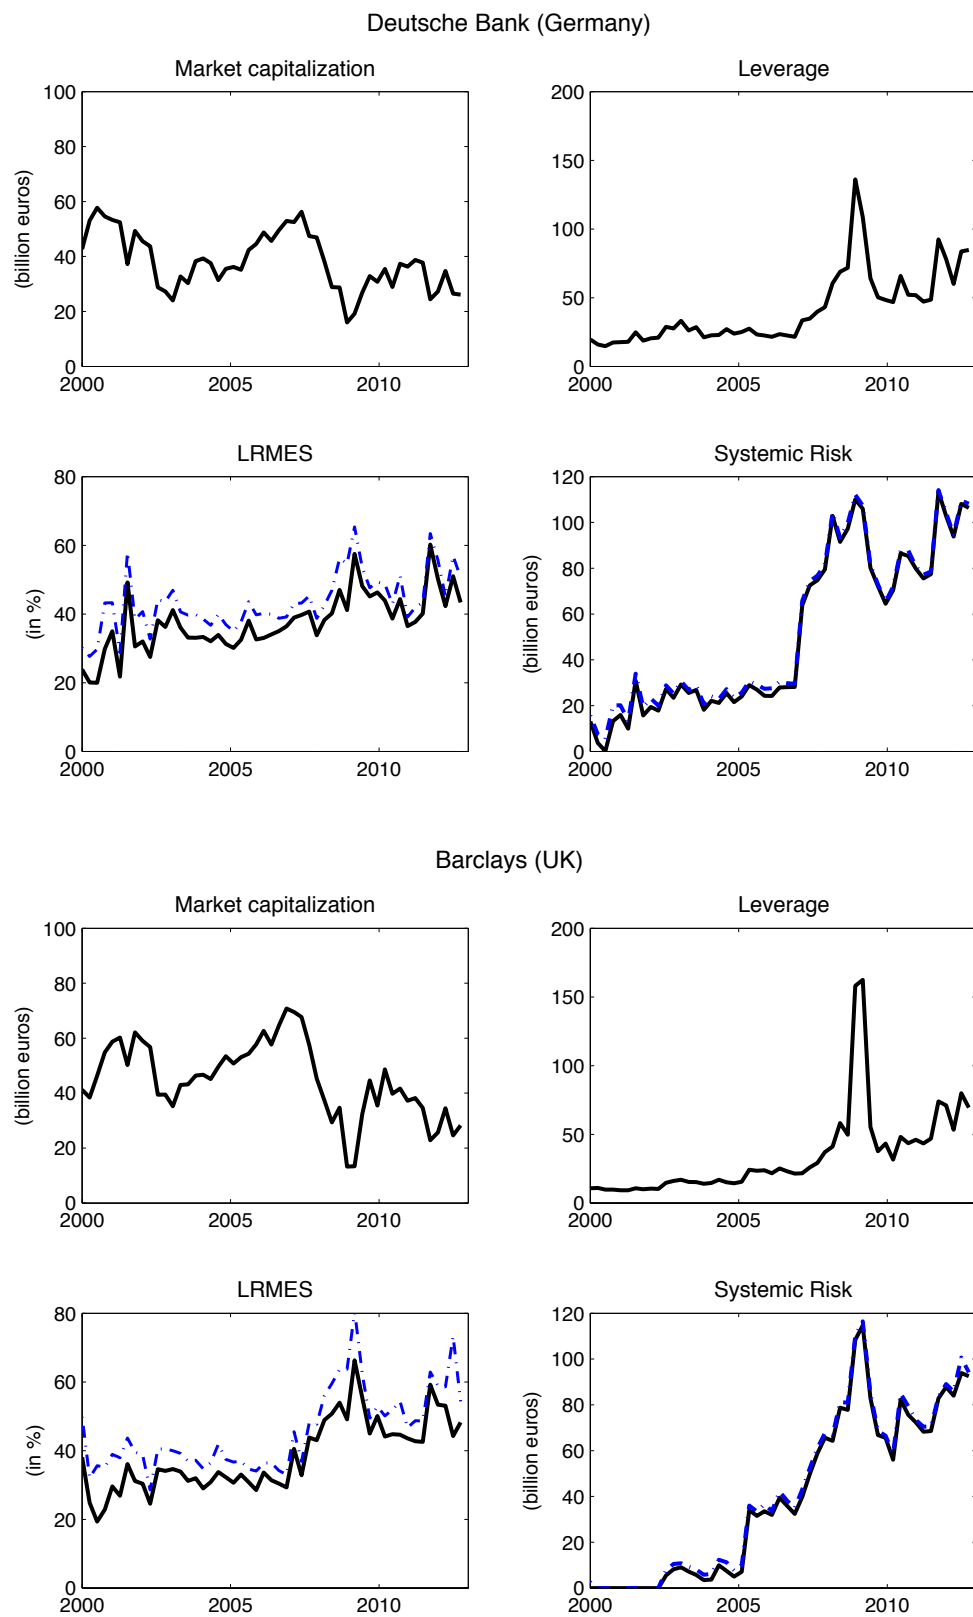 Deutsche Bank (Germany)
Market capitalization
Leverage
100
80
60
40
20
0
(billion euros)
2000 2005 2010
200
150
100
50
0
2000 2005 2010
LRMES
Systemic Risk
80
60
40
20
0
(in %)
2000 2005 2010
120
100
80
60
40
20
0
(billion euros)
2000 2005 2010
Barclays (UK)
Market capitalization
Leverage
100
80
60
40
20
0
(billion euros)
2000 2005 2010
200
150
100
50
0
2000 2005 2010
LRMES
Systemic Risk
80
60
40
20
0
(in %)
2000 2005 2010
120
100
80
60
40
20
0
(billion euros)
2000 2005 2010